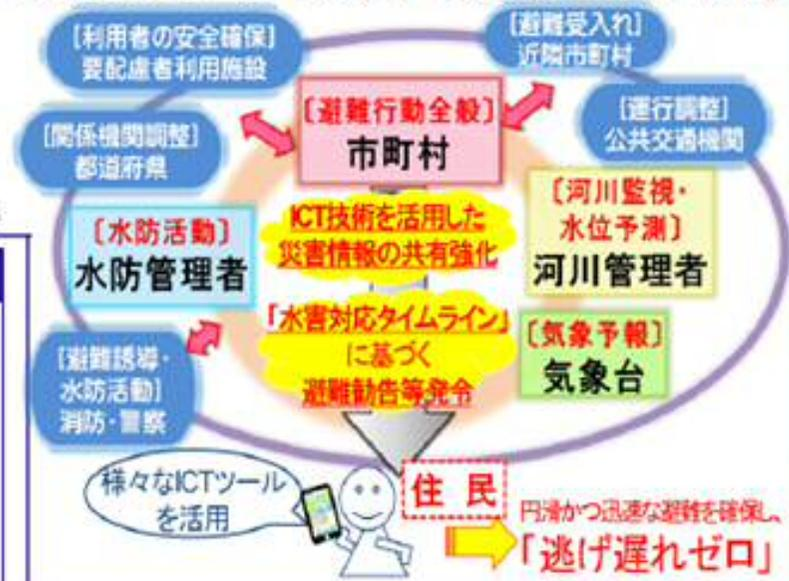 [利用者の安全確保]
要配慮者利用施設
[避難受入れ]
近隣市町村
[関係機関調整]
都道府県
〔避難行動全般〕
市町村
[運行調整]
公共交通機関
〔水防活動〕
水防管理者
ICT技術を活用した
災害情報の共有強化
〔河川監視・
水位予測〕
河川管理者
「水害対応タイムライン」
に基づく
避難勧告等発令
〔気象予報〕
気象台
[避難誘導・
水防活動]
消防・警察
様々なICTツール
を活用
住 民
円滑かつ迅速な避難を確保し、
「逃げ遅れゼロ」